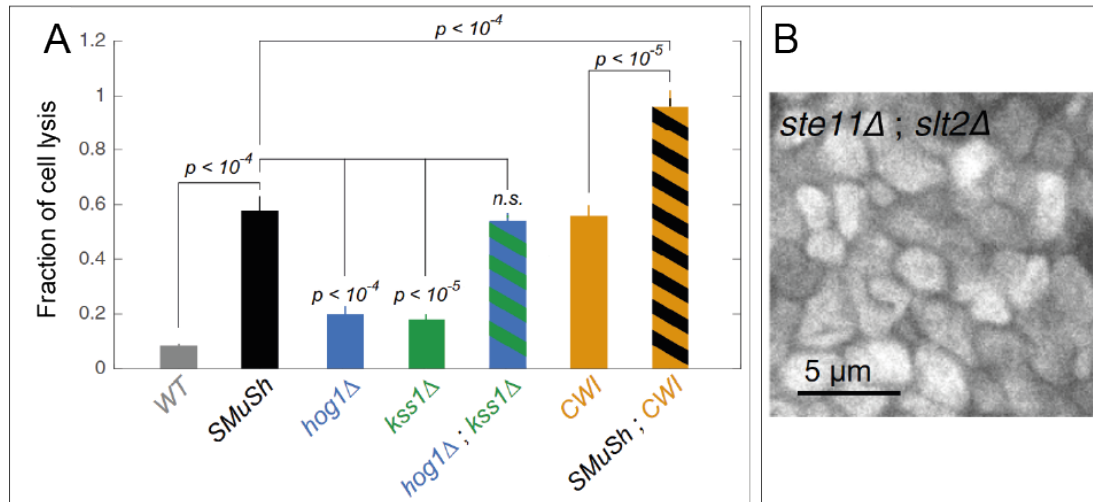 A
Fraction of cell lysis
1.2
1
0.8
0.6
0.4
0.2
0
p < 10-4
p < 10-5
p < 10-4
n.s.
p < 10-4
p < 10-5
WT
SMuSh
hog1Δ
kss1Δ
hog1Δ ; kss1Δ
CWI
SMuSh ; CWI
B
ste11Δ ; slt2Δ
5 μm